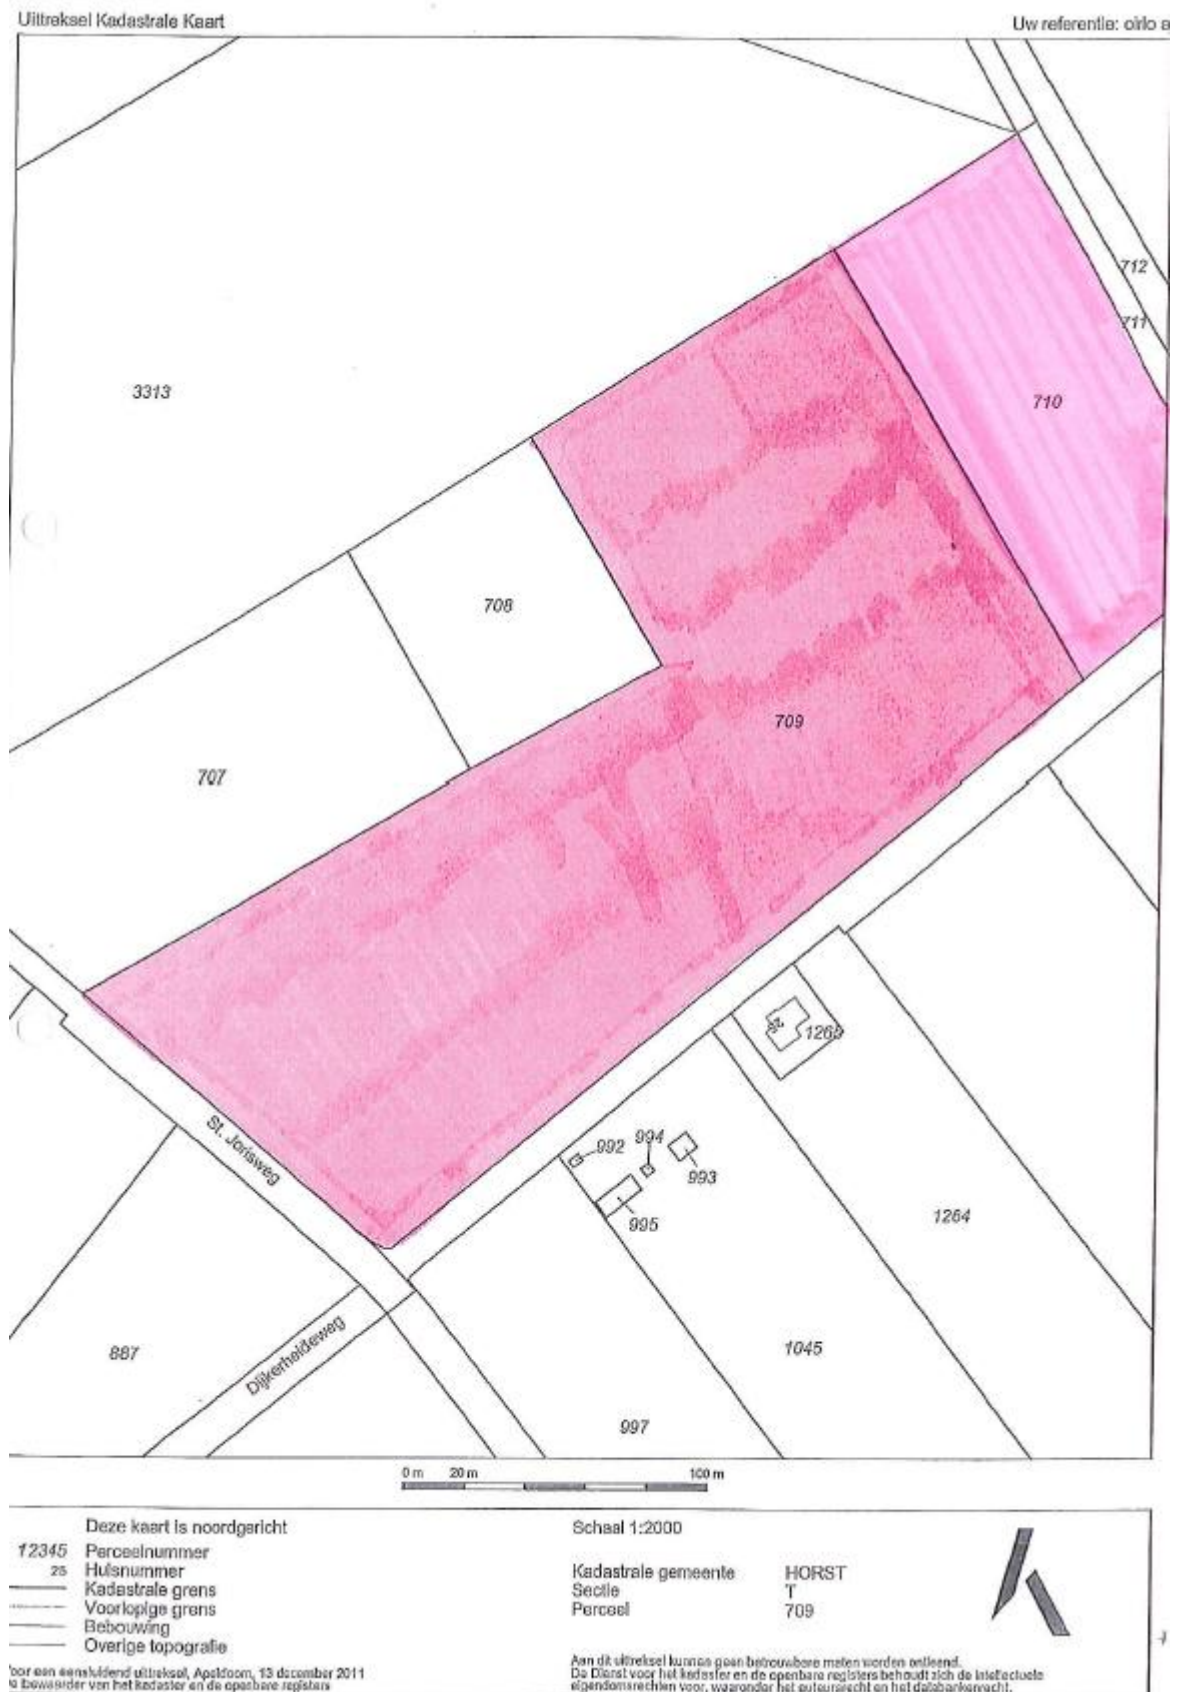 Uittreksel Kadastrale Kaart
Uw referentie: oirlo a
712
711
3313
710
708
709
707
1265
992
994
993
995
St. Jorisweg
1264
887
Dijkerheideweg
1045
997
0 m 20 m 100 m
Deze kaart is noordgericht
12345 Perceelnummer
25 Huisnummer
Kadastrale grens
Voorlopige grens
Bebouwing
Overige topografie
oor een eensluidend uittreksel, Apeldoorn, 13 december 2011
e bewaarder van het kadaster en de openbare registers
Schaal 1:2000
Kadastrale gemeente HORST
Sectie T
Perceel 709
Aan dit uittreksel kunnen geen betrouwbare maten worden ontleend.
De Dienst voor het kadaster en de openbare registers behoudt zich de intellectuele
eigendomsrechten voor, waaronder het auteursrecht en het databankenrecht.